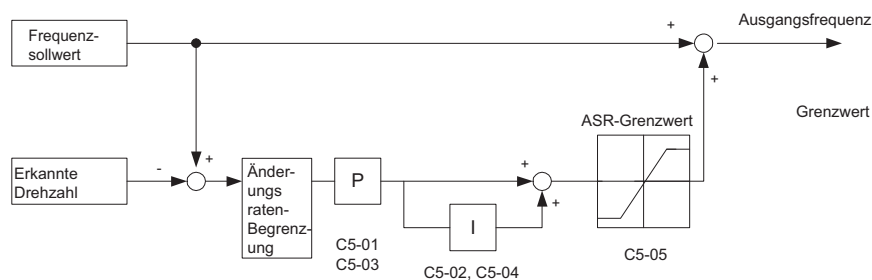 Frequenz-
sollwert
+
Ausgangsfrequenz
+
Grenzwert
ASR-Grenzwert
Erkannte
Drehzahl
-
+
Änder-
ungs
raten-
Begrenz-
ung
P
+
+
I
C5-01
C5-03
C5-02, C5-04
C5-05